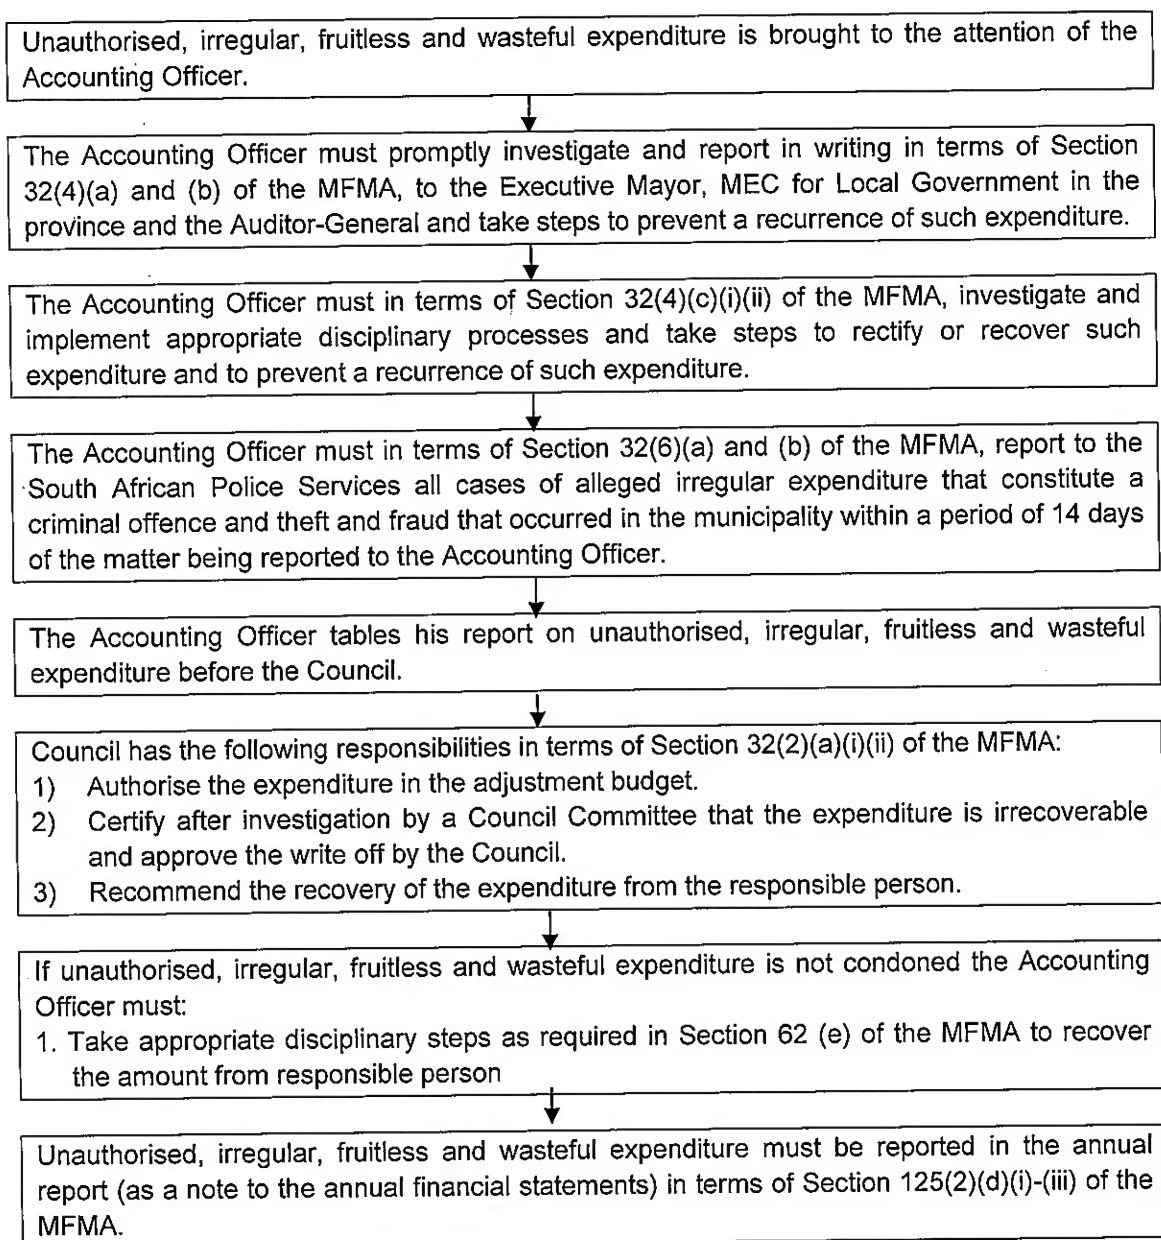 Unauthorised, irregular, fruitless and wasteful expenditure is brought to the attention of the
Accounting Officer.
The Accounting Officer must promptly investigate and report in writing in terms of Section
32(4)(a) and (b) of the MFMA, to the Executive Mayor, MEC for Local Government in the
province and the Auditor-General and take steps to prevent a recurrence of such expenditure.
The Accounting Officer must in terms of Section 32(4)(c)(i)(ii) of the MFMA, investigate and
implement appropriate disciplinary processes and take steps to rectify or recover such
expenditure and to prevent a recurrence of such expenditure.
The Accounting Officer must in terms of Section 32(6)(a) and (b) of the MFMA, report to the
South African Police Services all cases of alleged irregular expenditure that constitute a
criminal offence and theft and fraud that occurred in the municipality within a period of 14 days
of the matter being reported to the Accounting Officer.
The Accounting Officer tables his report on unauthorised, irregular, fruitless and wasteful
expenditure before the Council.
Council has the following responsibilities in terms of Section 32(2)(a)(i)(ii) of the MFMA:
1) Authorise the expenditure in the adjustment budget.
2) Certify after investigation by a Council Committee that the expenditure is irrecoverable
and approve the write off by the Council.
3) Recommend the recovery of the expenditure from the responsible person.
If unauthorised, irregular, fruitless and wasteful expenditure is not condoned the Accounting
Officer must:
1. Take appropriate disciplinary steps as required in Section 62 (e) of the MFMA to recover
the amount from responsible person
Unauthorised, irregular, fruitless and wasteful expenditure must be reported in the annual
report (as a note to the annual financial statements) in terms of Section 125(2)(d)(i)-(iii) of the
MFMA.